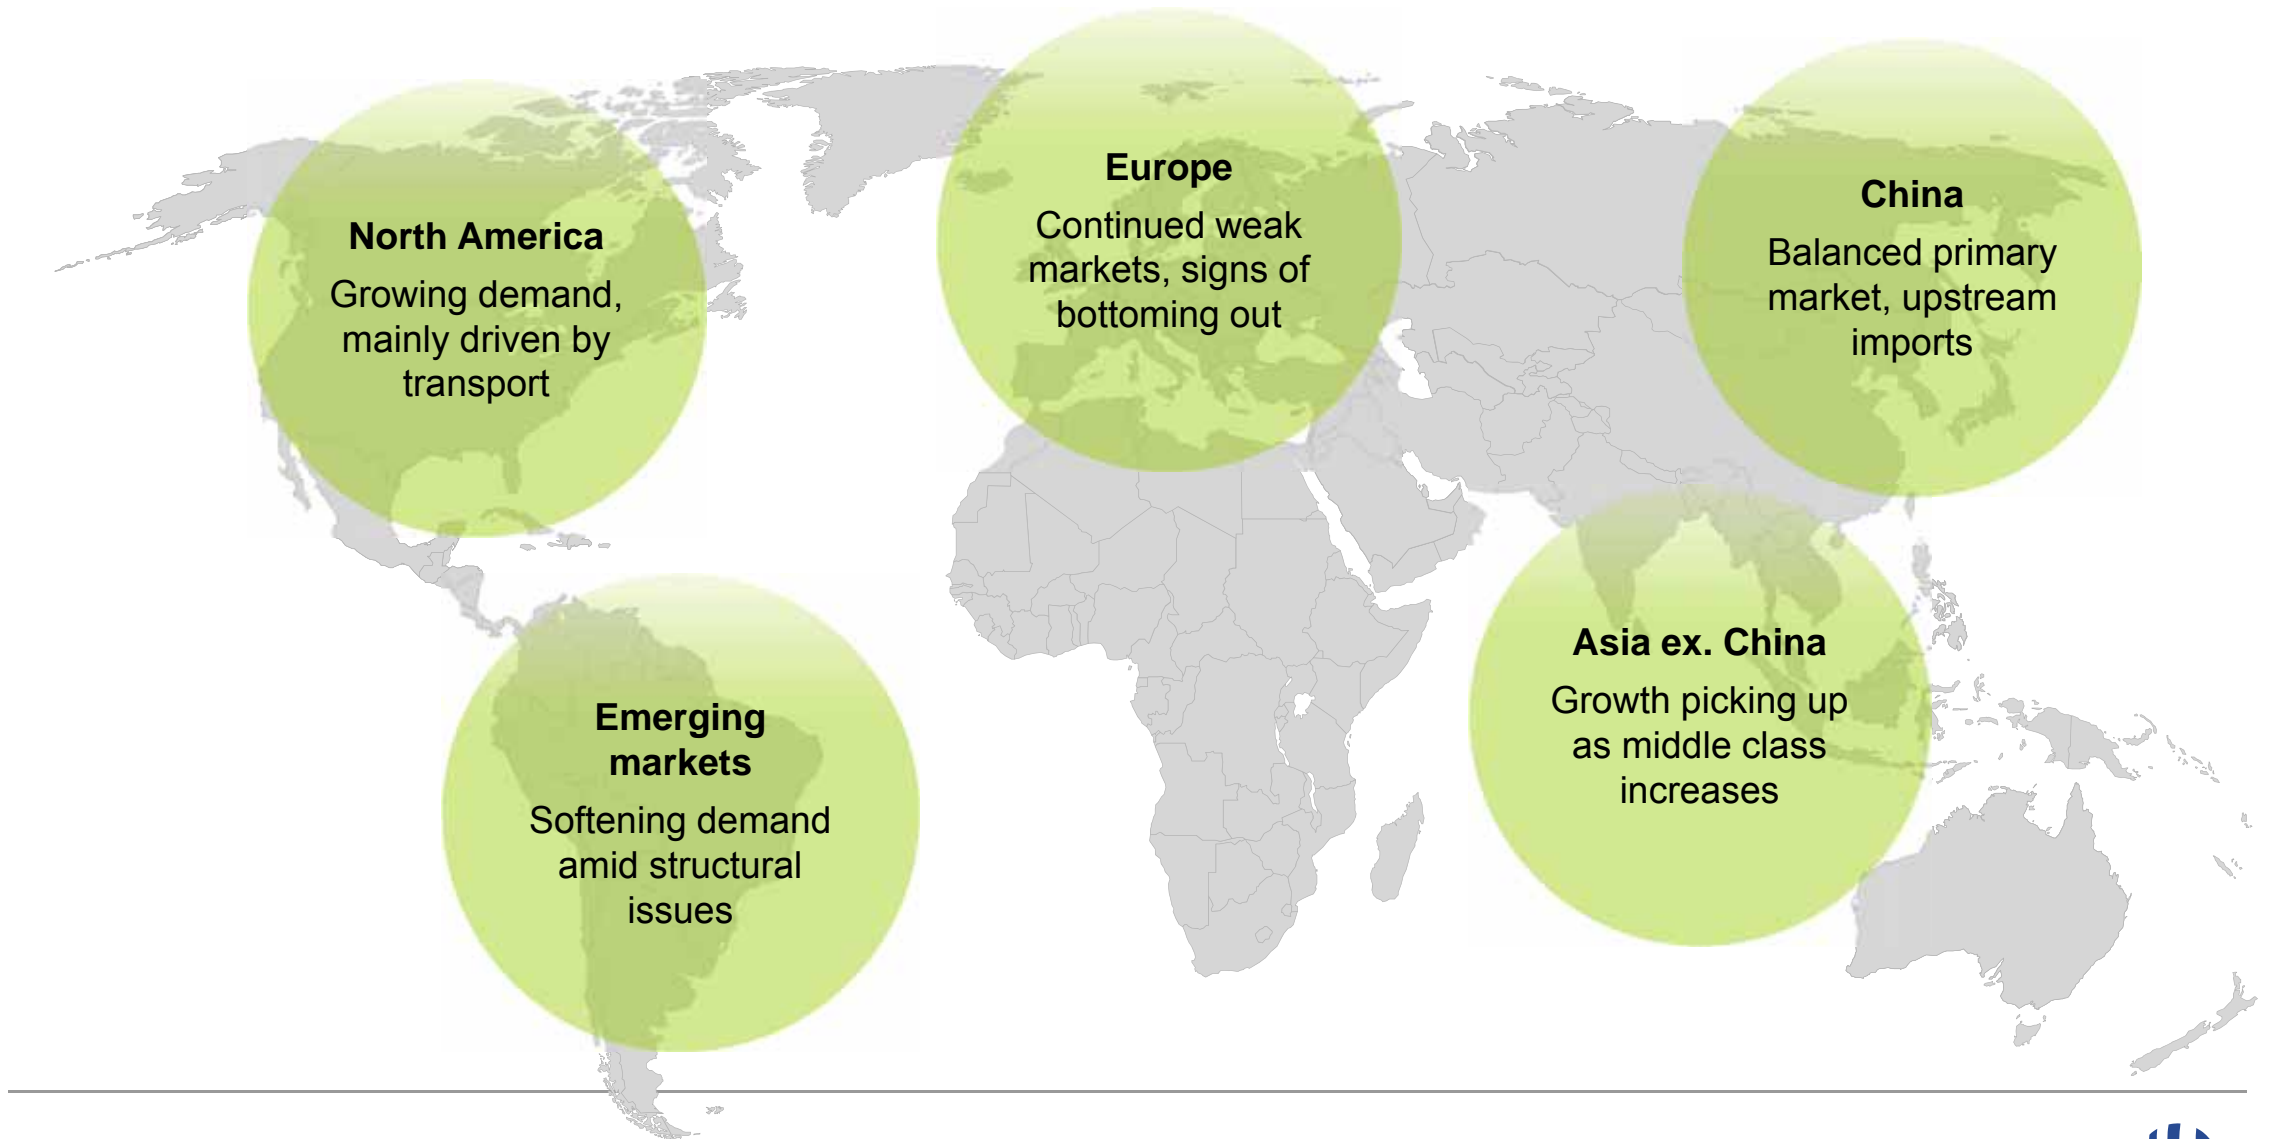 North America
Growing demand,
mainly driven by
transport
Europe
Continued weak
markets, signs of
bottoming out
China
Balanced primary
market, upstream
imports
Emerging
markets
Softening demand
amid structural
issues
Asia ex. China
Growth picking up
as middle class
increases